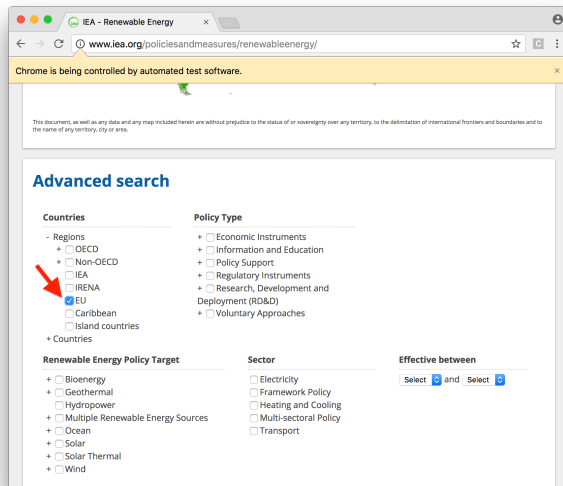 IEA - Renewable Energy ×
www.iea.org/policiesandmeasures/renewableenergy/
C
Chrome is being controlled by automated test software. ×
This document, as well as any data and any map included herein are without prejudice to the status of or sovereignty over any territory, to the delimitation of international frontiers and boundaries and to
the name of any territory, city or area.
Advanced search
Countries
- Regions
+ OECD
+ Non-OECD
IEA
IRENA
EU
Caribbean
Island countries
+ Countries
Policy Type
+ Economic Instruments
+ Information and Education
+ Policy Support
+ Regulatory Instruments
+ Research, Development and
Deployment (RD&D)
+ Voluntary Approaches
Renewable Energy Policy Target
+ Bioenergy
+ Geothermal
Hydropower
+ Multiple Renewable Energy Sources
+ Ocean
+ Solar
+ Solar Thermal
+ Wind
Sector
Electricity
Framework Policy
Heating and Cooling
Multi-sectoral Policy
Transport
Effective between
Select and Select